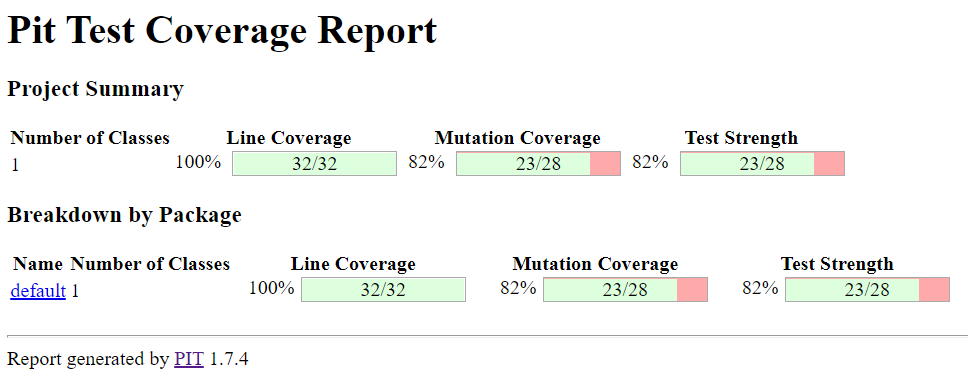 Pit Test Coverage Report
Project Summary
Number of Classes Line Coverage Mutation Coverage Test Strength
1 100% 32/32 82% 23/28 82% 23/28
Breakdown by Package
Name Number of Classes Line Coverage Mutation Coverage Test Strength
default 1 100% 32/32 82% 23/28 82% 23/28
Report generated by PIT 1.7.4